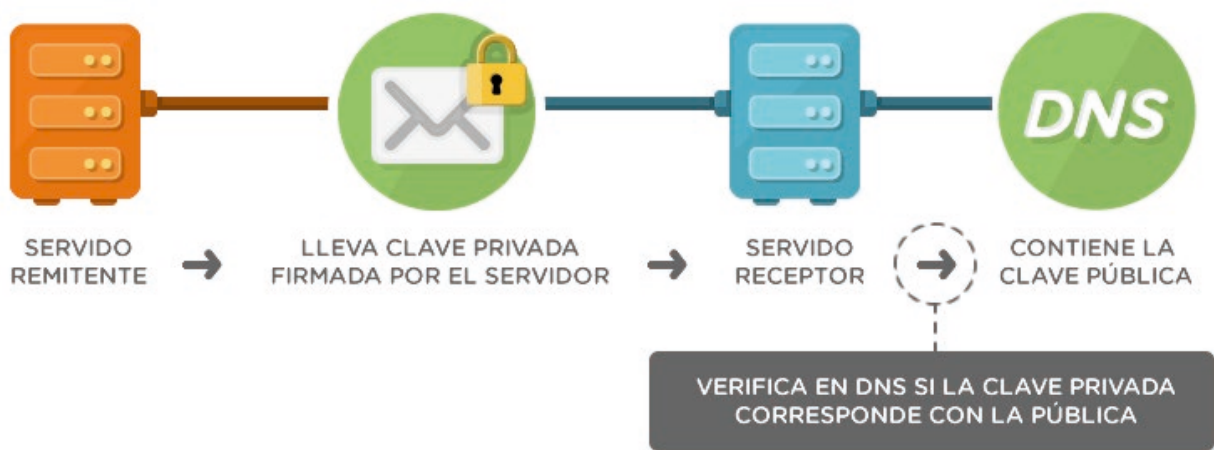 DNS
SERVIDO
REMITENTE
LLEVA CLAVE PRIVADA
FIRMADA POR EL SERVIDOR
SERVIDO
RECEPTOR
CONTIENE LA
CLAVE PÚBLICA
VERIFICA EN DNS SI LA CLAVE PRIVADA
CORRESPONDE CON LA PÚBLICA